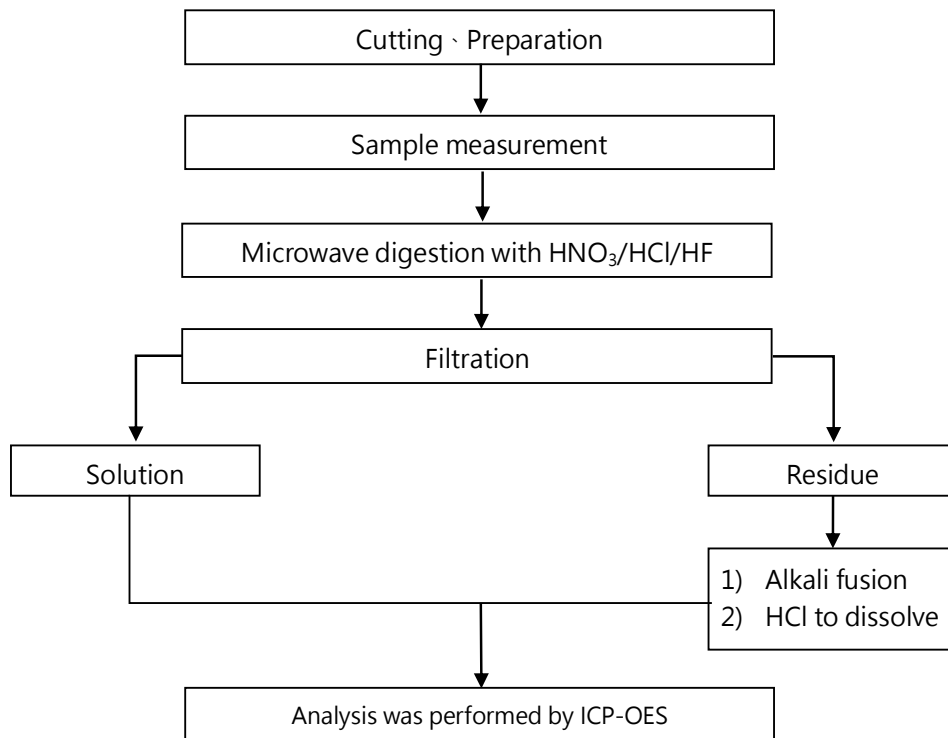 Cutting、Preparation
Sample measurement
Microwave digestion with HNO₃/HCl/HF
Filtration
Solution
Residue
1) Alkali fusion
2) HCl to dissolve
Analysis was performed by ICP-OES